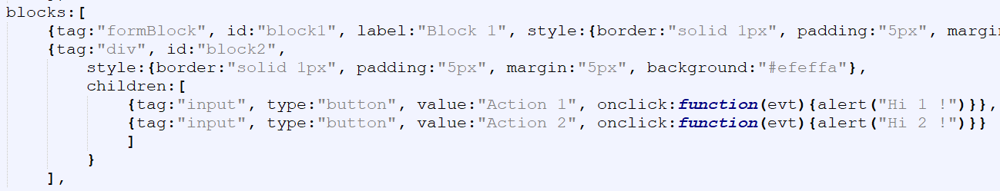 blocks:[
{tag:"formBlock", id:"block1", label:"Block 1", style:{border:"solid 1px", padding:"5px",
{tag:"div", id:"block2",
style:{border:"solid 1px", padding:"5px", margin:"5px", background:"#efeffa"},
children:[
{tag:"input", type:"button", value:"Action 1", onclick:function(evt){alert("Hi 1 !")}},
{tag:"input", type:"button", value:"Action 2", onclick:function(evt){alert("Hi 2 !")}}
]
}
],